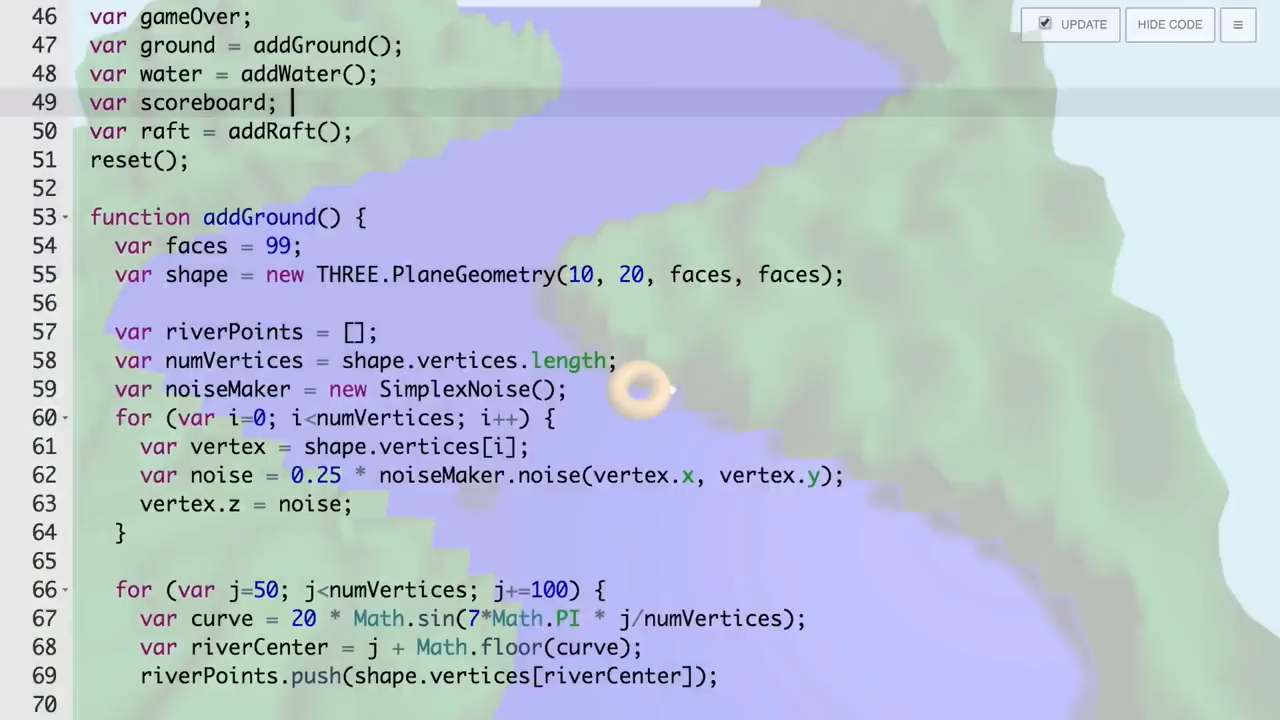 46 var gameOver;
47 var ground = addGround();
48 var water = addWater();
49 var scoreboard;
50 var raft = addRaft();
51 reset();
52
53 function addGround() {
54 var faces = 99;
55 var shape = new THREE.PlaneGeometry(10, 20, faces, faces);
56
57 var riverPoints = [];
58 var numVertices = shape.vertices.length;
59 var noiseMaker = new SimplexNoise();
60 for (var i=0; i<numVertices; i++) {
61 var vertex = shape.vertices[i];
62 var noise = 0.25 * noiseMaker.noise(vertex.x, vertex.y);
63 vertex.z = noise;
64 }
65
66 for (var j=50; j<numVertices; j+=100) {
67 var curve = 20 * Math.sin(7*Math.PI * j/numVertices);
68 var riverCenter = j + Math.floor(curve);
69 riverPoints.push(shape.vertices[riverCenter]);
70
UPDATE
HIDE CODE
≡